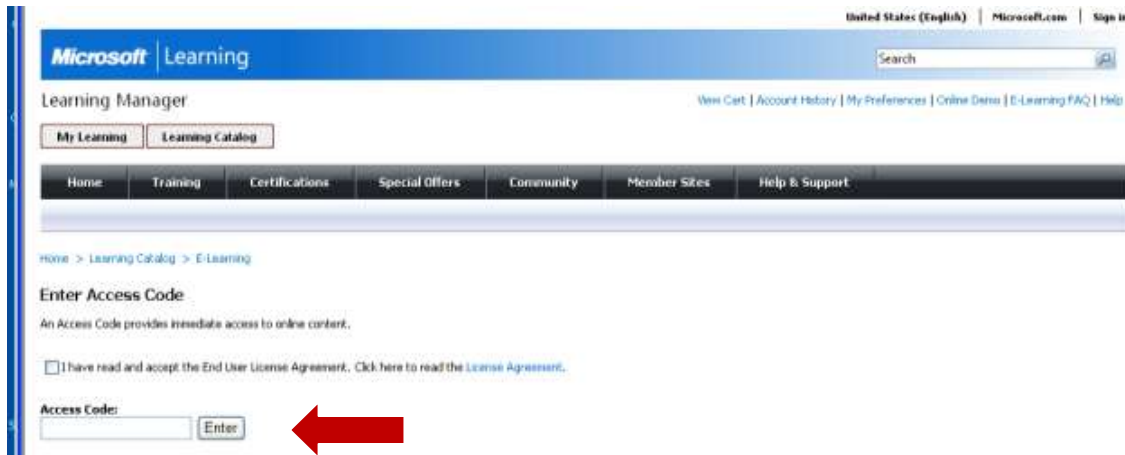 United States (English) | Microsoft.com | Sign i
Microsoft | Learning
Search
Learning Manager
View Cart | Account History | My Preferences | Online Demo | E-Learning FAQ | Help
My Learning Learning Catalog
Home Training Certifications Special Offers Community Member Sites Help & Support
Home > Learning Catalog > E-Learning
Enter Access Code
An Access Code provides immediate access to online content.
I have read and accept the End User License Agreement. Click here to read the License Agreement.
Access Code:
Enter